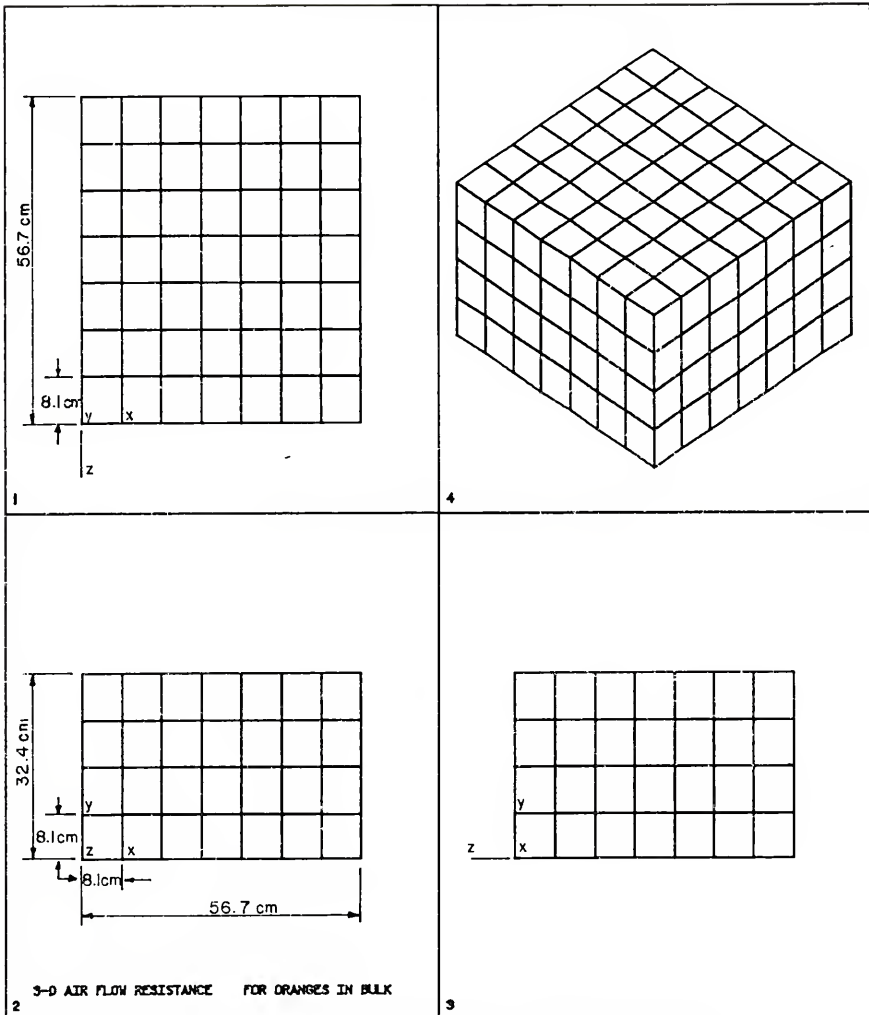 56.7 cm
8.1cm
y x
z
1
4
32.4 cm
y
8.1cm
z x
8.1cm
56.7 cm
3-D AIR FLOW RESISTANCE FOR ORANGES IN BULK
2
y
z x
3